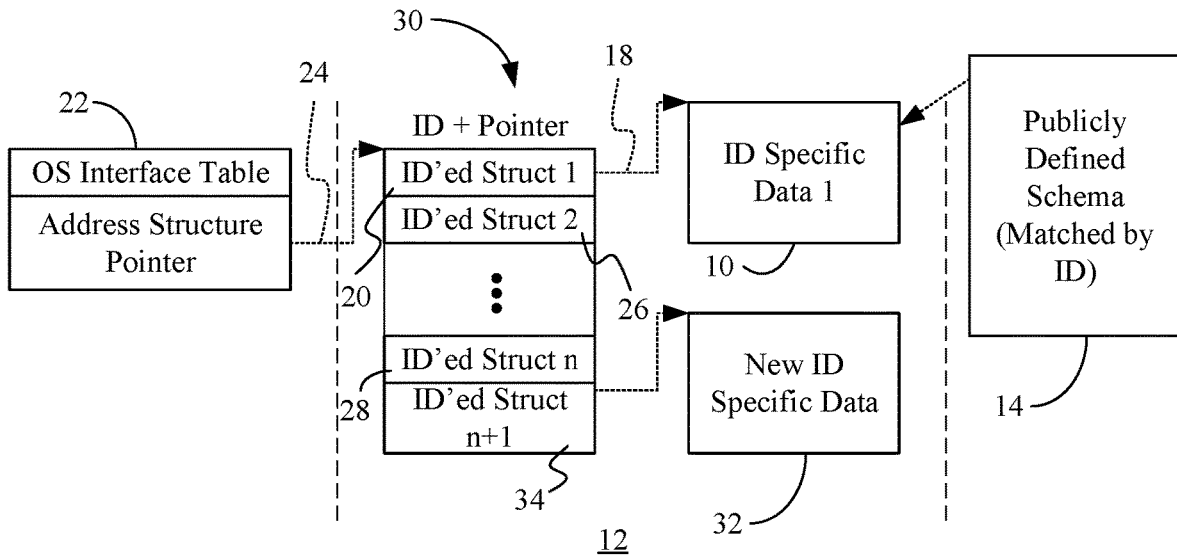 30
18
24
22
ID + Pointer
OS Interface Table
Address Structure
Pointer
ID'ed Struct 1
ID'ed Struct 2
20
26
ID'ed Struct n
28
ID'ed Struct
n+1
34
ID Specific
Data 1
10
New ID
Specific Data
32
Publicly
Defined
Schema
(Matched by
ID)
14
12